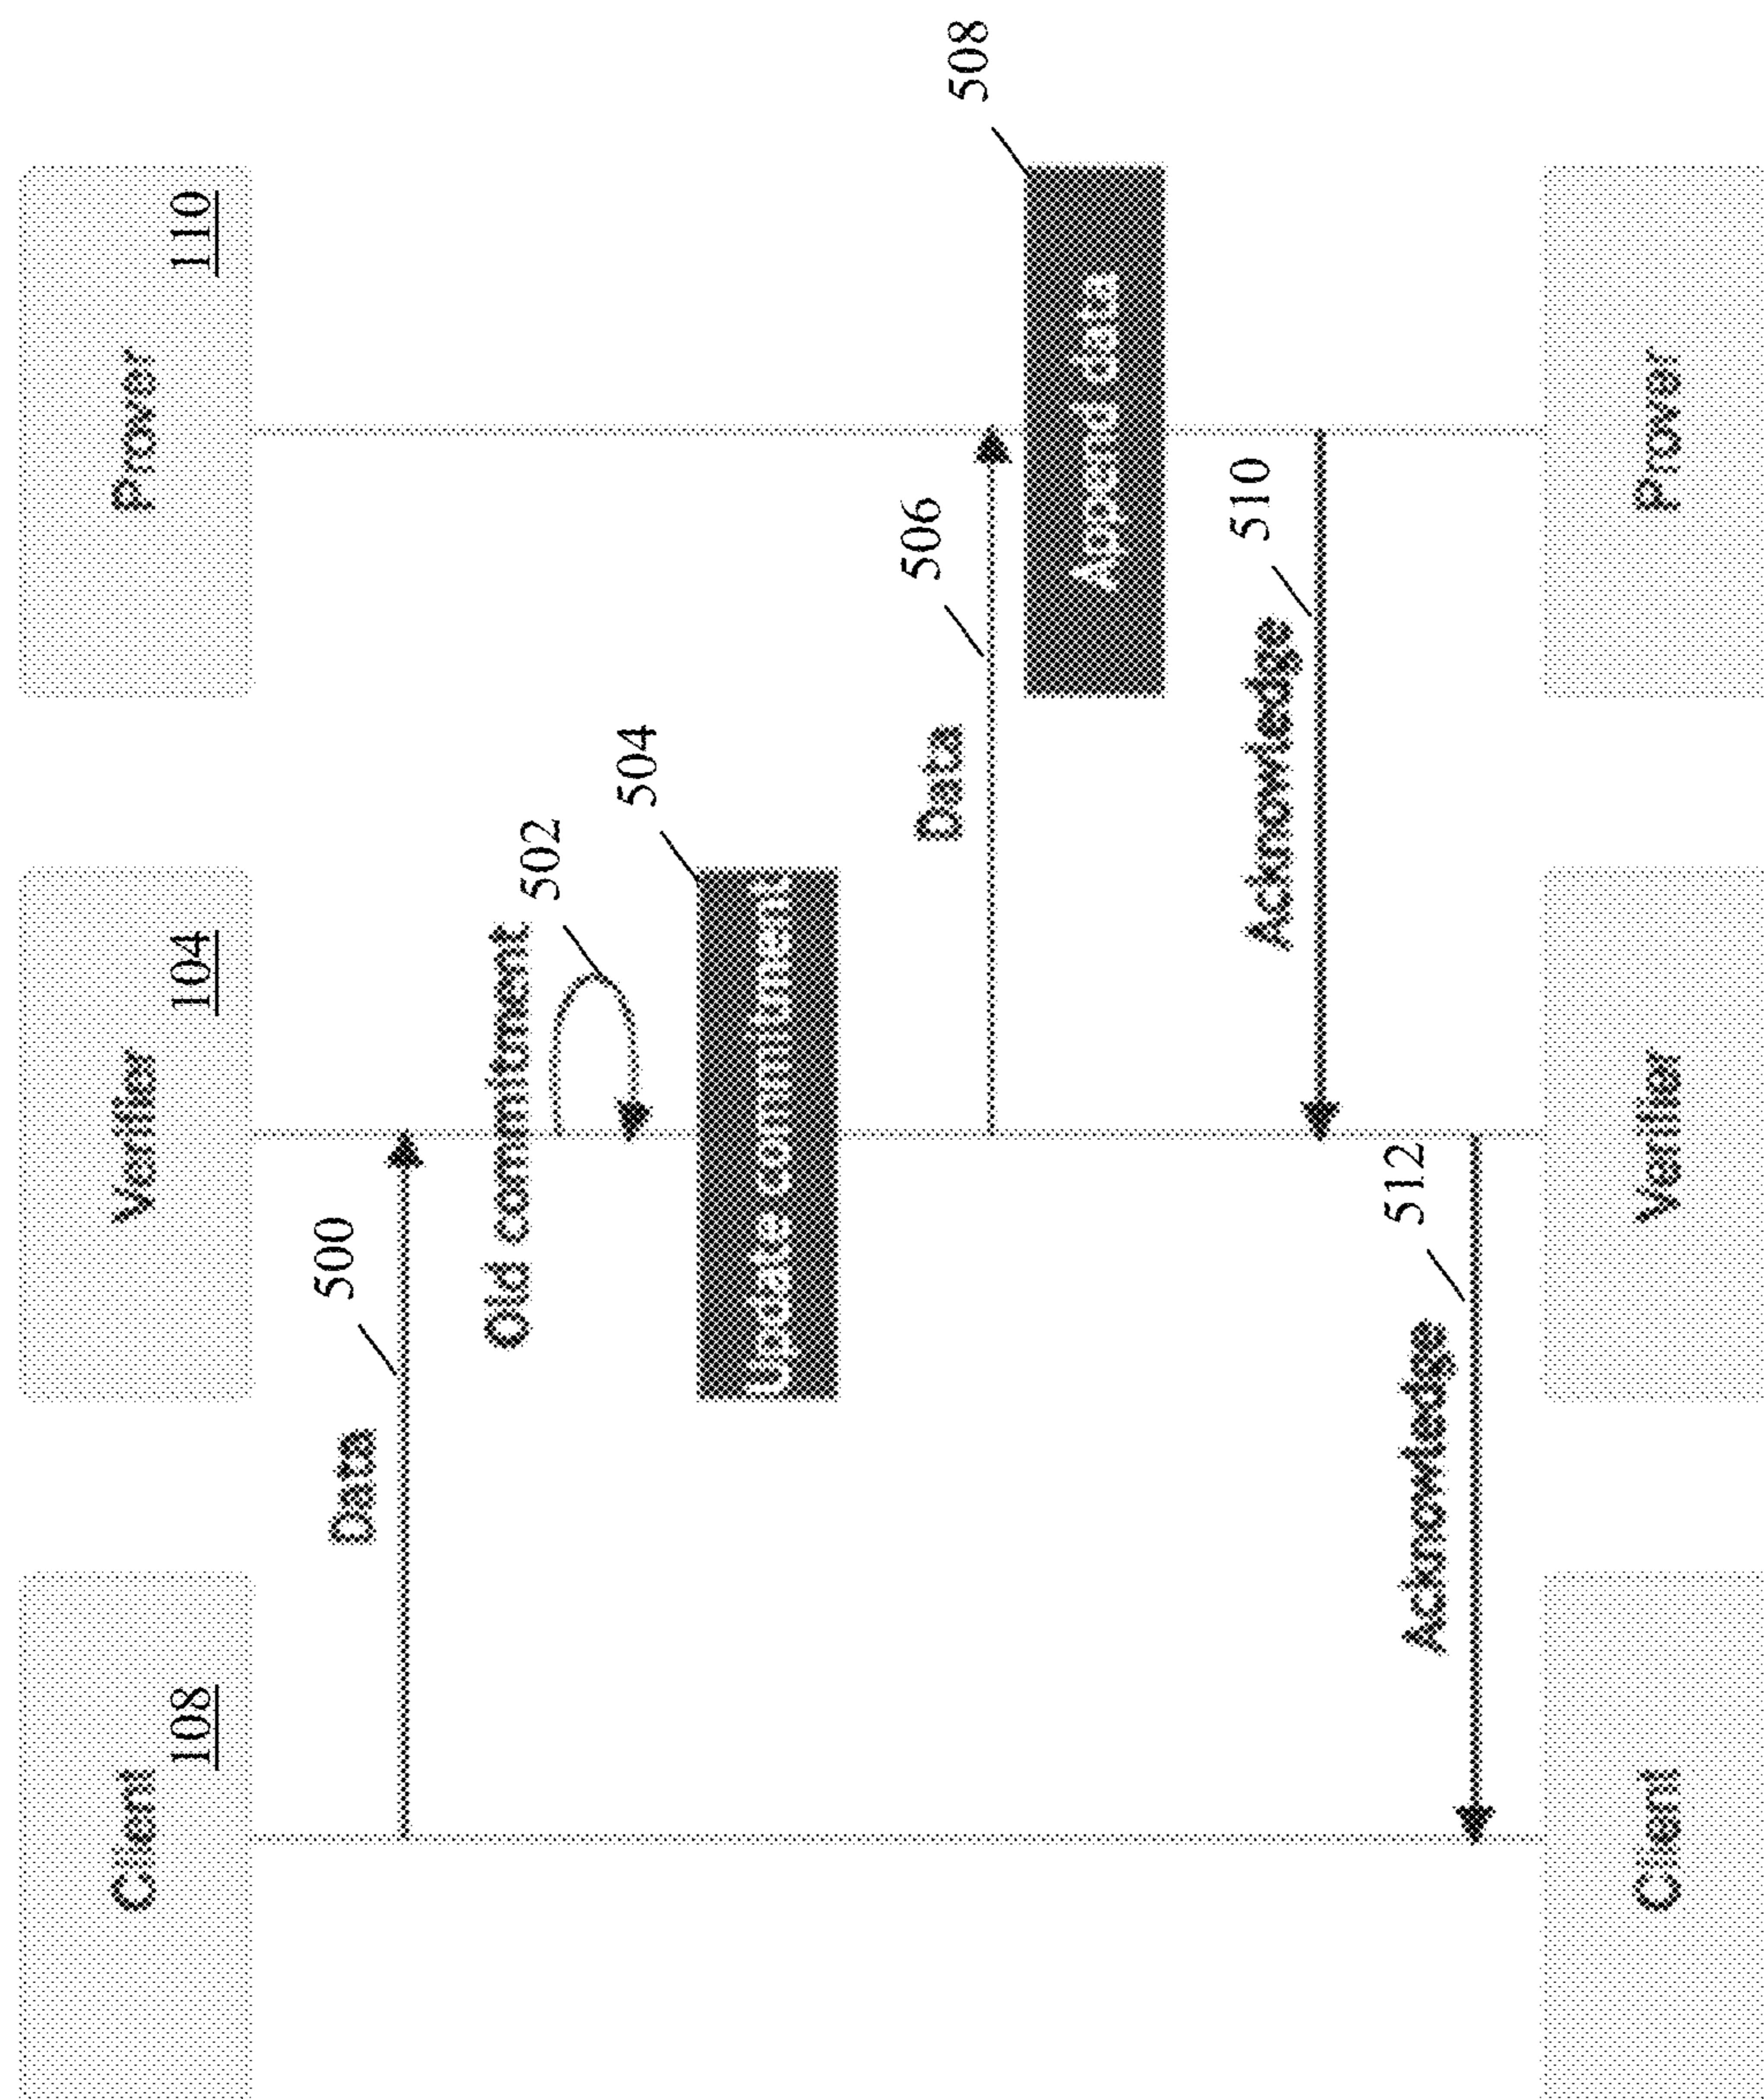 Client
108
Verifier
104
Prover
110
500
Data
Old commitment
502
504
Update commitment
506
Data
508
Append data
510
Acknowledge
512
Acknowledge
Client
Verifier
Prover